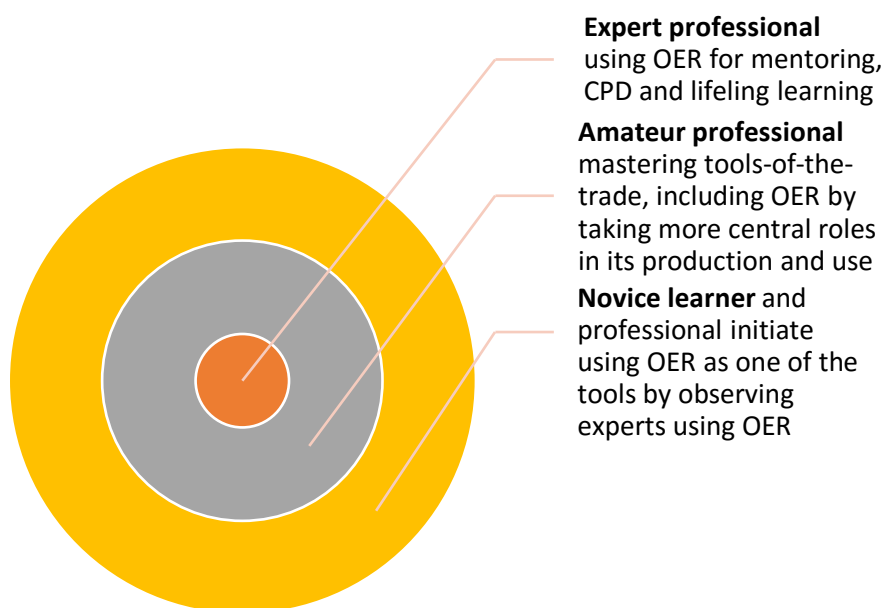 Expert professional
using OER for mentoring,
CPD and lifeling learning
Amateur professional
mastering tools-of-the-
trade, including OER by
taking more central roles
in its production and use
Novice learner and
professional initiate
using OER as one of the
tools by observing
experts using OER